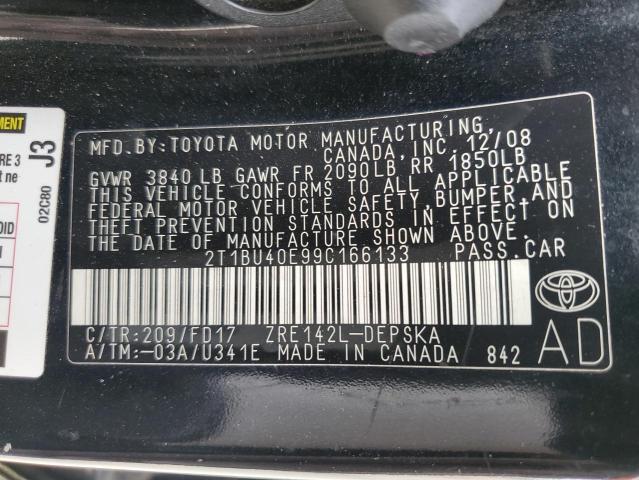 MFD.BY:TOYOTA MOTOR MANUFACTURING,
CANADA, INC. 12/08
GVWR 3840 LB GAWR FR 2090LB RR 1850LB
THIS VEHICLE CONFORMS TO ALL APPLICABLE
FEDERAL MOTOR VEHICLE SAFETY,BUMPER,AND
THEFT PREVENTION STANDARDS IN EFFECT ON
THE DATE OF MANUFACTURE SHOWN ABOVE.
2T1BU40E99C166133 PASS.CAR
C/TR:209/FD17 ZRE142L-DEPSKA
A/TM:-03A/U341E MADE IN CANADA 842
AD
J3
02C80